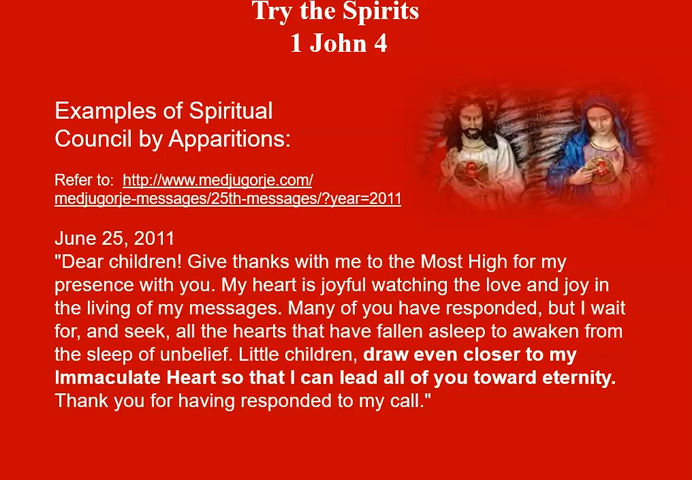 Try the Spirits
1 John 4
Examples of Spiritual
Council by Apparitions:
Refer to: http://www.medjugorje.com/
medjugorje-messages/25th-messages/?year=2011
June 25, 2011
"Dear children! Give thanks with me to the Most High for my
presence with you. My heart is joyful watching the love and joy in
the living of my messages. Many of you have responded, but I wait
for, and seek, all the hearts that have fallen asleep to awaken from
the sleep of unbelief. Little children, draw even closer to my
Immaculate Heart so that I can lead all of you toward eternity.
Thank you for having responded to my call."